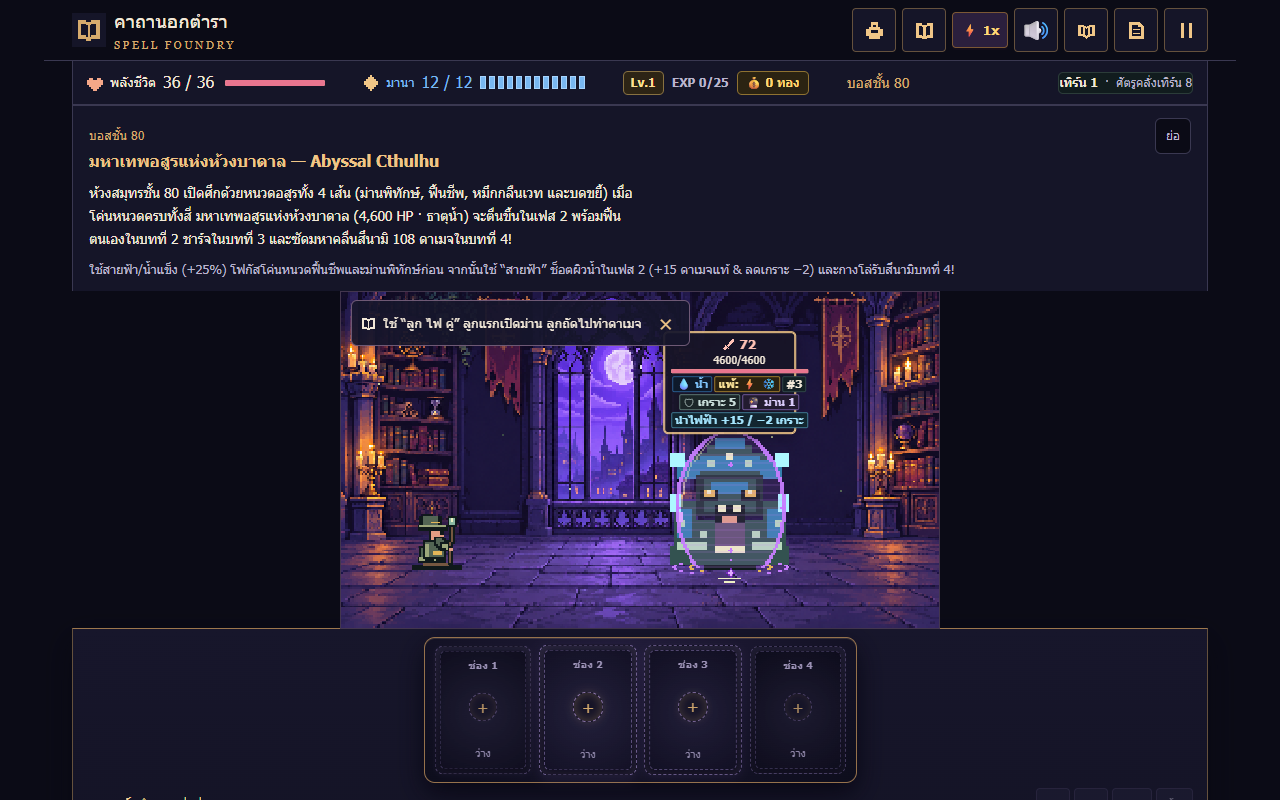 คาถานอกตำรา
SPELL FOUNDRY
1x
พลังชีวิต 36 / 36
มานา 12 / 12
Lv.1 EXP 0/25 0 ทอง
บอสชั้น 80
เทิร์น 1 · ศัตรูคลั่งเทิร์น 8
บอสชั้น 80
ย่อ
มหาเทพอสูรแห่งห้วงบาดาล — Abyssal Cthulhu
ห้วงสมุทรชั้น 80 เปิดศึกด้วยหนวดอสูรทั้ง 4 เส้น (ม่านพิทักษ์, ฟื้นชีพ, หมึกกลืนเวท และบดขยี้) เมื่อ
โค่นหนวดครบทั้งสี่ มหาเทพอสูรแห่งห้วงบาดาล (4,600 HP · ธาตุน้ำ) จะตื่นขึ้นในเฟส 2 พร้อมฟื้น
ตนเองในบทที่ 2 ชาร์จในบทที่ 3 และซัดมหาคลื่นสึนามิ 108 ดาเมจในบทที่ 4!
ใช้สายฟ้า/น้ำแข็ง (+25%) โฟกัสโค่นหนวดฟื้นชีพและม่านพิทักษ์ก่อน จากนั้นใช้ “สายฟ้า” ช็อตผิวน้ำในเฟส 2 (+15 ดาเมจแท้ & ลดเกราะ −2) และกางโล่รับสึนามิบทที่ 4!
ใช้ “ลูก ไฟ คู่” ลูกแรกเปิดม่าน ลูกถัดไปทำดาเมจ
72
4600/4600
น้ำ แพ้: #3
เกราะ 5 ม่าน 1
นำไฟฟ้า +15 / −2 เกราะ
ช่อง 1 ช่อง 2 ช่อง 3 ช่อง 4
+ + + +
ว่าง ว่าง ว่าง ว่าง